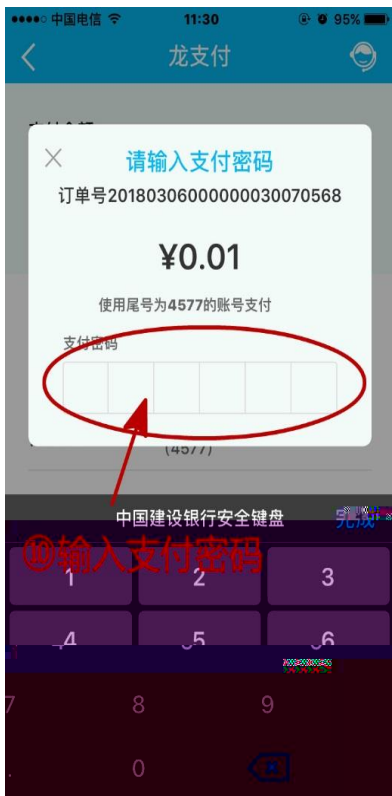 中国电信 11:30 95%
龙支付
请输入支付密码
订单号20180306000000030070568
¥0.01
使用尾号为4577的账号支付
支付密码
(4577)
中国建设银行安全键盘 完成
⑩输入支付密码
1 2 3
4 5 6
7 8 9
. 0